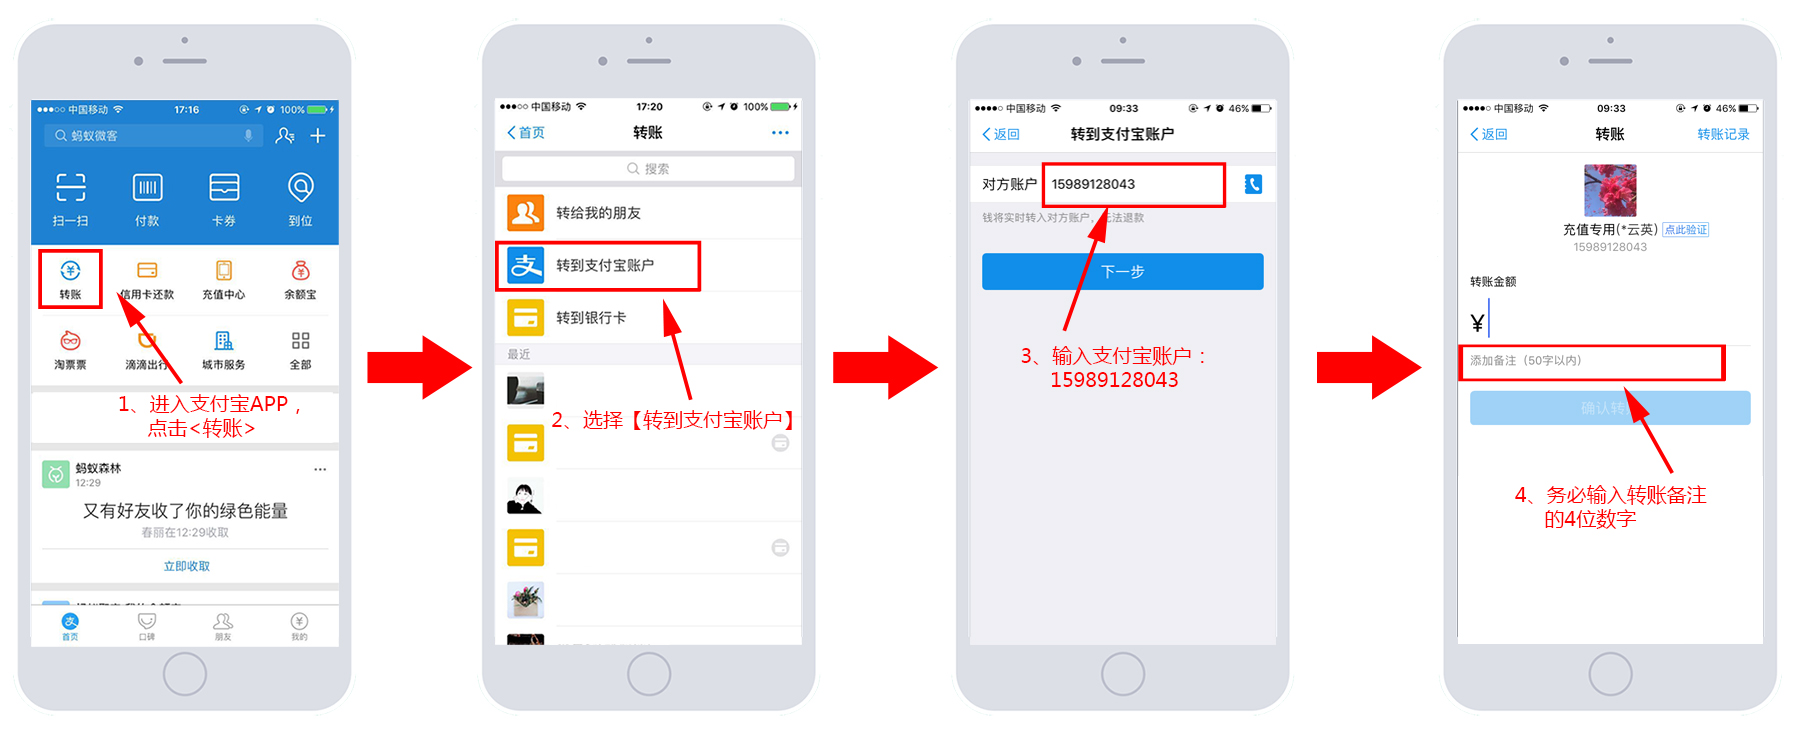 中国移动
17:16
100%
蚂蚁微客
扫一扫
付款
卡券
到位
转账
信用卡还款
充值中心
余额宝
淘票票
滴滴出行
城市服务
全部
1、进入支付宝APP，
点击<转账>
蚂蚁森林
12:29
又有好友收了你的绿色能量
春丽在12:29收取
立即收取
首页
口碑
朋友
我的
中国移动
17:20
100%
首页
转账
搜索
转给我的朋友
转到支付宝账户
转到银行卡
最近
2、选择【转到支付宝账户】
中国移动
09:33
46%
返回
转到支付宝账户
对方账户
15989128043
钱将实时转入对方账户，无法退款
下一步
3、输入支付宝账户：
15989128043
中国移动
09:33
46%
返回
转账
转账记录
充值专用(*云英)
点此验证
15989128043
转账金额
¥
添加备注（50字以内）
确认转账
4、务必输入转账备注
的4位数字